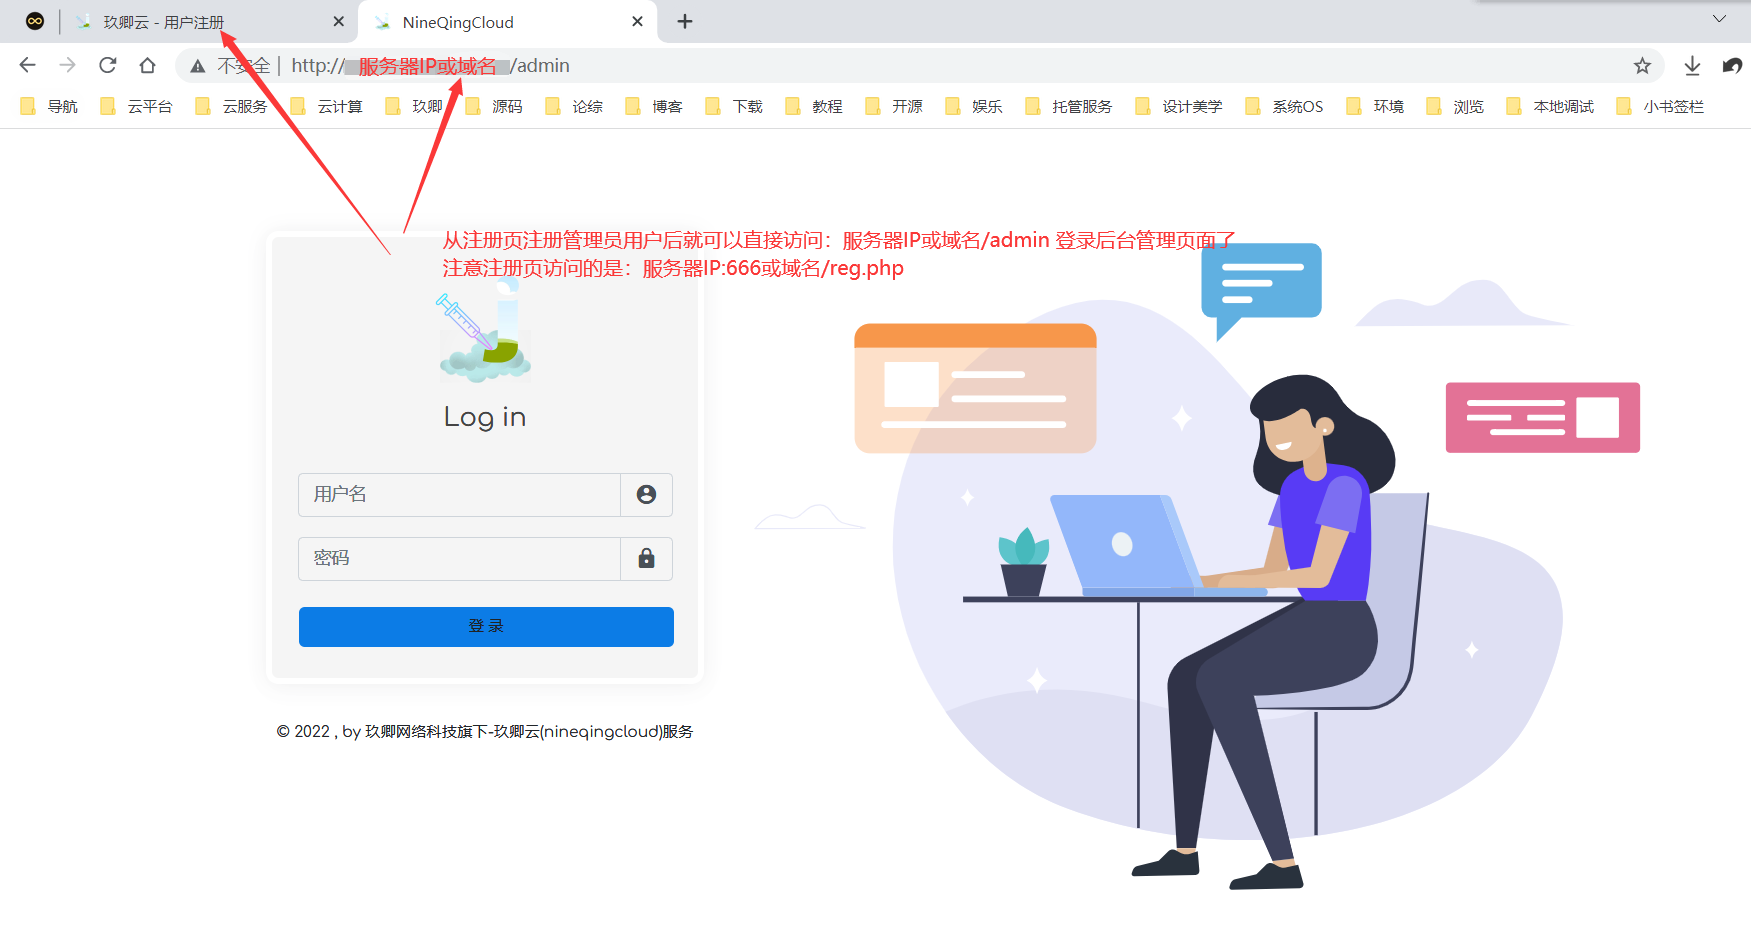 玖卿云 - 用户注册
NineQingCloud
不安全 | http:// 服务器IP或域名 /admin
导航 云平台 云服务 云计算 玖卿 源码 论综 博客 下载 教程 开源 娱乐 托管服务 设计美学 系统OS 环境 浏览 本地调试 小书签栏
从注册页注册管理员用户后就可以直接访问：服务器IP或域名/admin 登录后台管理页面了
注意注册页访问的是：服务器IP:666或域名/reg.php
Log in
用户名
密码
登 录
© 2022 , by 玖卿网络科技旗下-玖卿云(nineqingcloud)服务